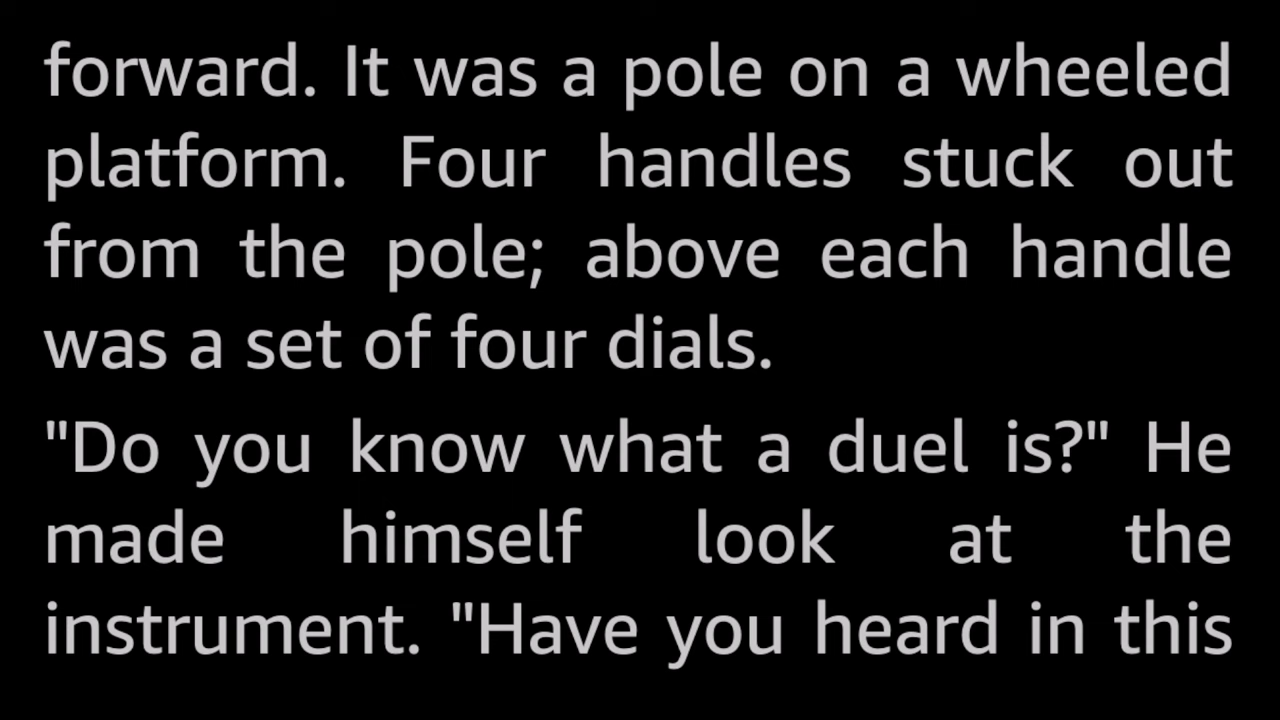 forward. It was a pole on a wheeled
platform. Four handles stuck out
from the pole; above each handle
was a set of four dials.
"Do you know what a duel is?" He
made himself look at the
instrument. "Have you heard in this